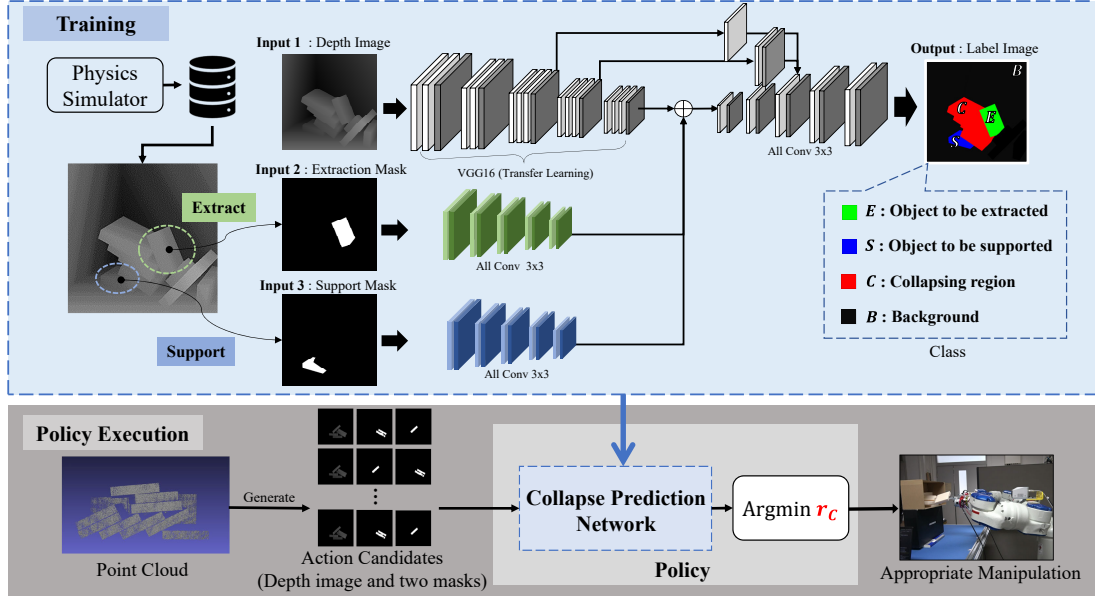 Training
Physics
Simulator
Input 1 : Depth Image
VGG16 (Transfer Learning)
All Conv 3x3
Output : Label Image
B
C
E
S
Extract
Support
Input 2 : Extraction Mask
All Conv 3x3
Input 3 : Support Mask
All Conv 3x3
E : Object to be extracted
S : Object to be supported
C : Collapsing region
B : Background
Class
Policy Execution
Point Cloud
Generate
Action Candidates
(Depth image and two masks)
Collapse Prediction
Network
Argmin r_C
Policy
Appropriate Manipulation